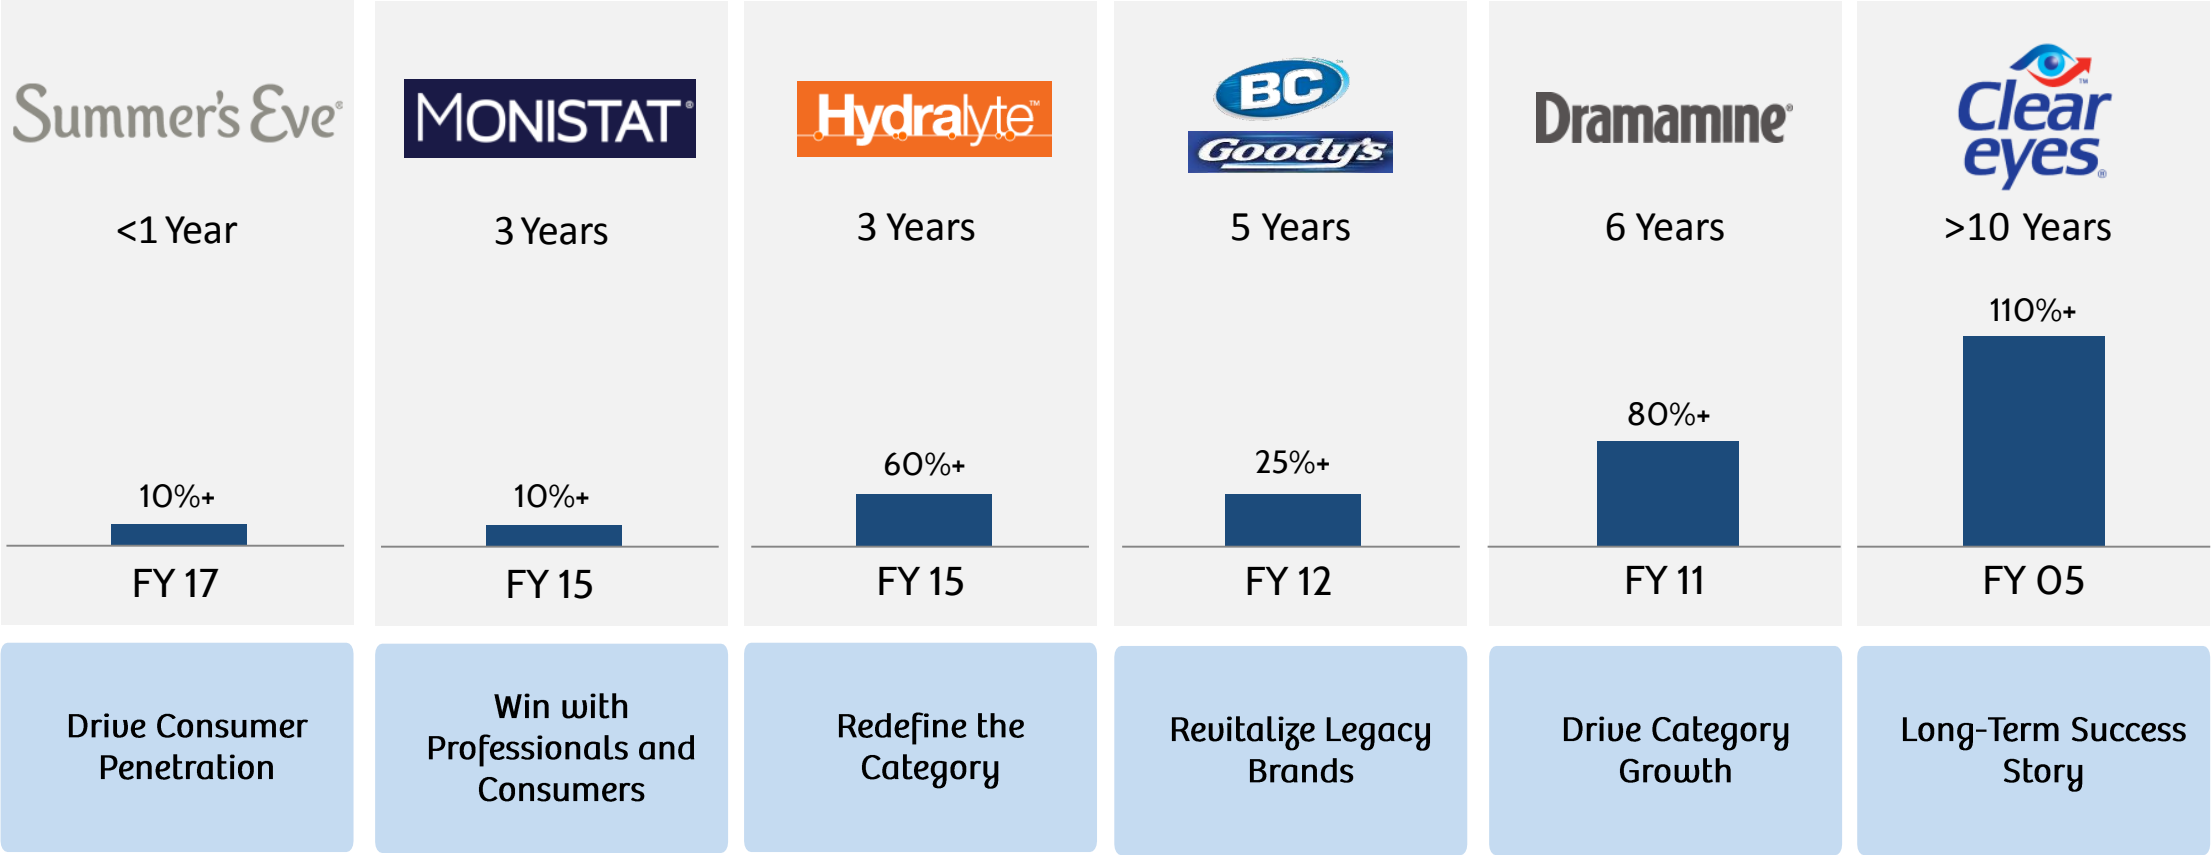 Summer's Eve®
<1 Year
10%+
FY 17
Drive Consumer
Penetration
MONISTAT®
3 Years
10%+
FY 15
Win with
Professionals and
Consumers
Hydralyte™
3 Years
60%+
FY 15
Redefine the
Category
BC™
Goody's
5 Years
25%+
FY 12
Revitalize Legacy
Brands
Dramamine®
6 Years
80%+
FY 11
Drive Category
Growth
Clear™
eyes®
>10 Years
110%+
FY 05
Long-Term Success
Story